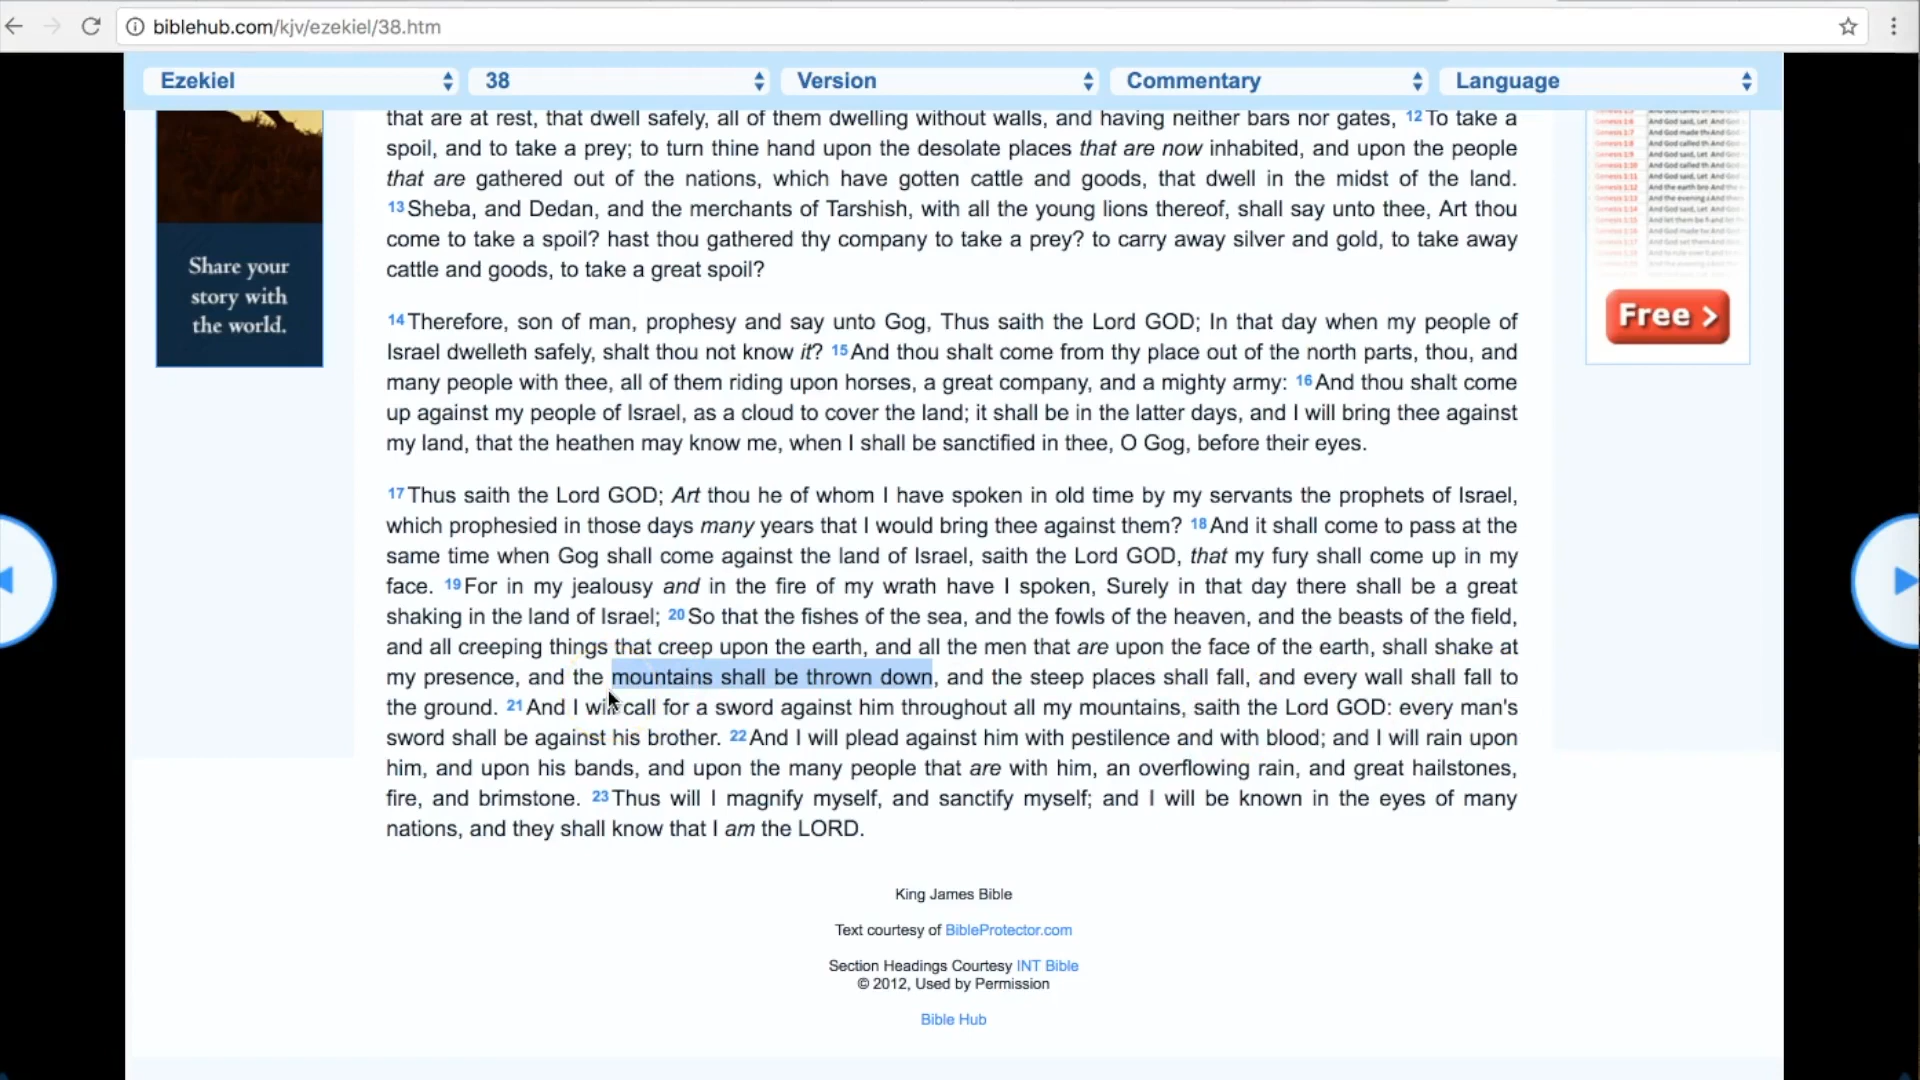 biblehub.com/kjv/ezekiel/38.htm
Ezekiel 38 Version Commentary Language
that are at rest, that dwell safely, all of them dwelling without walls, and having neither bars nor gates, 12 To take a
spoil, and to take a prey; to turn thine hand upon the desolate places that are now inhabited, and upon the people
that are gathered out of the nations, which have gotten cattle and goods, that dwell in the midst of the land.
13 Sheba, and Dedan, and the merchants of Tarshish, with all the young lions thereof, shall say unto thee, Art thou
come to take a spoil? hast thou gathered thy company to take a prey? to carry away silver and gold, to take away
cattle and goods, to take a great spoil?
14 Therefore, son of man, prophesy and say unto Gog, Thus saith the Lord GOD; In that day when my people of
Israel dwelleth safely, shalt thou not know it? 15 And thou shalt come from thy place out of the north parts, thou, and
many people with thee, all of them riding upon horses, a great company, and a mighty army: 16 And thou shalt come
up against my people of Israel, as a cloud to cover the land; it shall be in the latter days, and I will bring thee against
my land, that the heathen may know me, when I shall be sanctified in thee, O Gog, before their eyes.
17 Thus saith the Lord GOD; Art thou he of whom I have spoken in old time by my servants the prophets of Israel,
which prophesied in those days many years that I would bring thee against them? 18 And it shall come to pass at the
same time when Gog shall come against the land of Israel, saith the Lord GOD, that my fury shall come up in my
face. 19 For in my jealousy and in the fire of my wrath have I spoken, Surely in that day there shall be a great
shaking in the land of Israel; 20 So that the fishes of the sea, and the fowls of the heaven, and the beasts of the field,
and all creeping things that creep upon the earth, and all the men that are upon the face of the earth, shall shake at
my presence, and the mountains shall be thrown down, and the steep places shall fall, and every wall shall fall to
the ground. 21 And I will call for a sword against him throughout all my mountains, saith the Lord GOD: every man's
sword shall be against his brother. 22 And I will plead against him with pestilence and with blood; and I will rain upon
him, and upon his bands, and upon the many people that are with him, an overflowing rain, and great hailstones,
fire, and brimstone. 23 Thus will I magnify myself, and sanctify myself; and I will be known in the eyes of many
nations, and they shall know that I am the LORD.
King James Bible
Text courtesy of BibleProtector.com
Section Headings Courtesy INT Bible
© 2012, Used by Permission
Bible Hub
Share your
story with
the world.
Free >